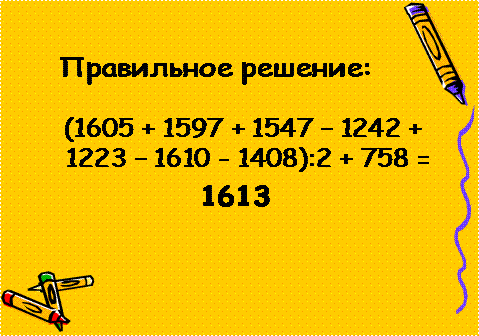 Правильное решение:
(1605 + 1597 + 1547 – 1242 +
1223 – 1610 - 1408):2 + 758 =
1613